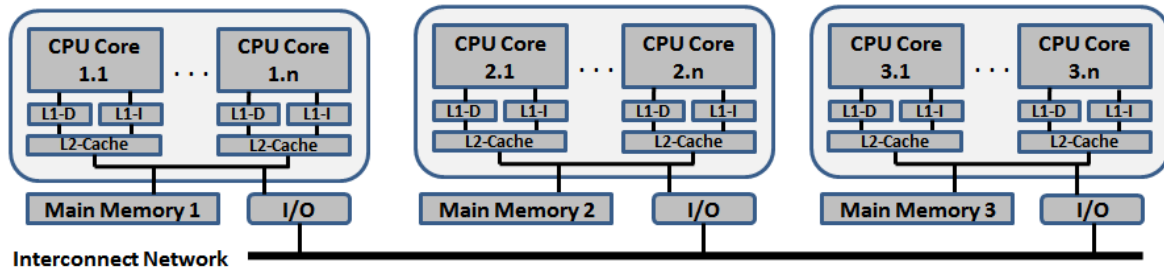 CPU Core 1.1
. . .
CPU Core 1.n
L1-D L1-I
L1-D L1-I
L2-Cache
L2-Cache
Main Memory 1
I/O
CPU Core 2.1
. . .
CPU Core 2.n
L1-D L1-I
L1-D L1-I
L2-Cache
L2-Cache
Main Memory 2
I/O
CPU Core 3.1
. . .
CPU Core 3.n
L1-D L1-I
L1-D L1-I
L2-Cache
L2-Cache
Main Memory 3
I/O
Interconnect Network